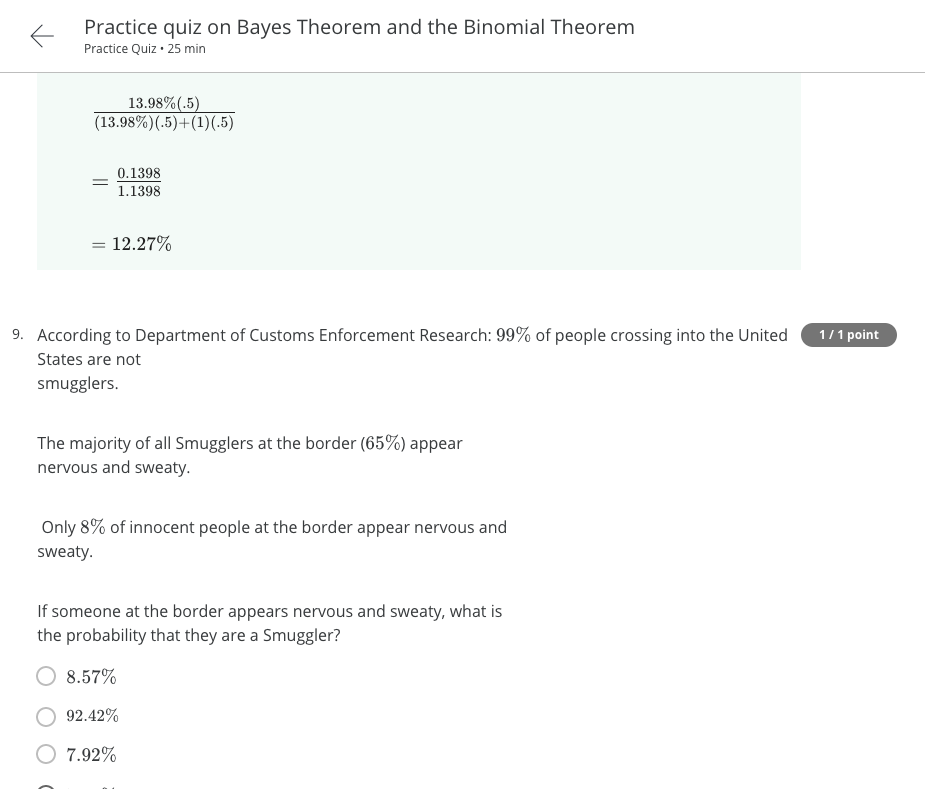 Practice quiz on Bayes Theorem and the Binomial Theorem
Practice Quiz • 25 min
13.98%(.5)
(13.98%)(.5)+(1)(.5)
= 0.1398
1.1398
= 12.27%
9. According to Department of Customs Enforcement Research: 99% of people crossing into the United
1 / 1 point
States are not
smugglers.
The majority of all Smugglers at the border (65%) appear
nervous and sweaty.
Only 8% of innocent people at the border appear nervous and
sweaty.
If someone at the border appears nervous and sweaty, what is
the probability that they are a Smuggler?
8.57%
92.42%
7.92%